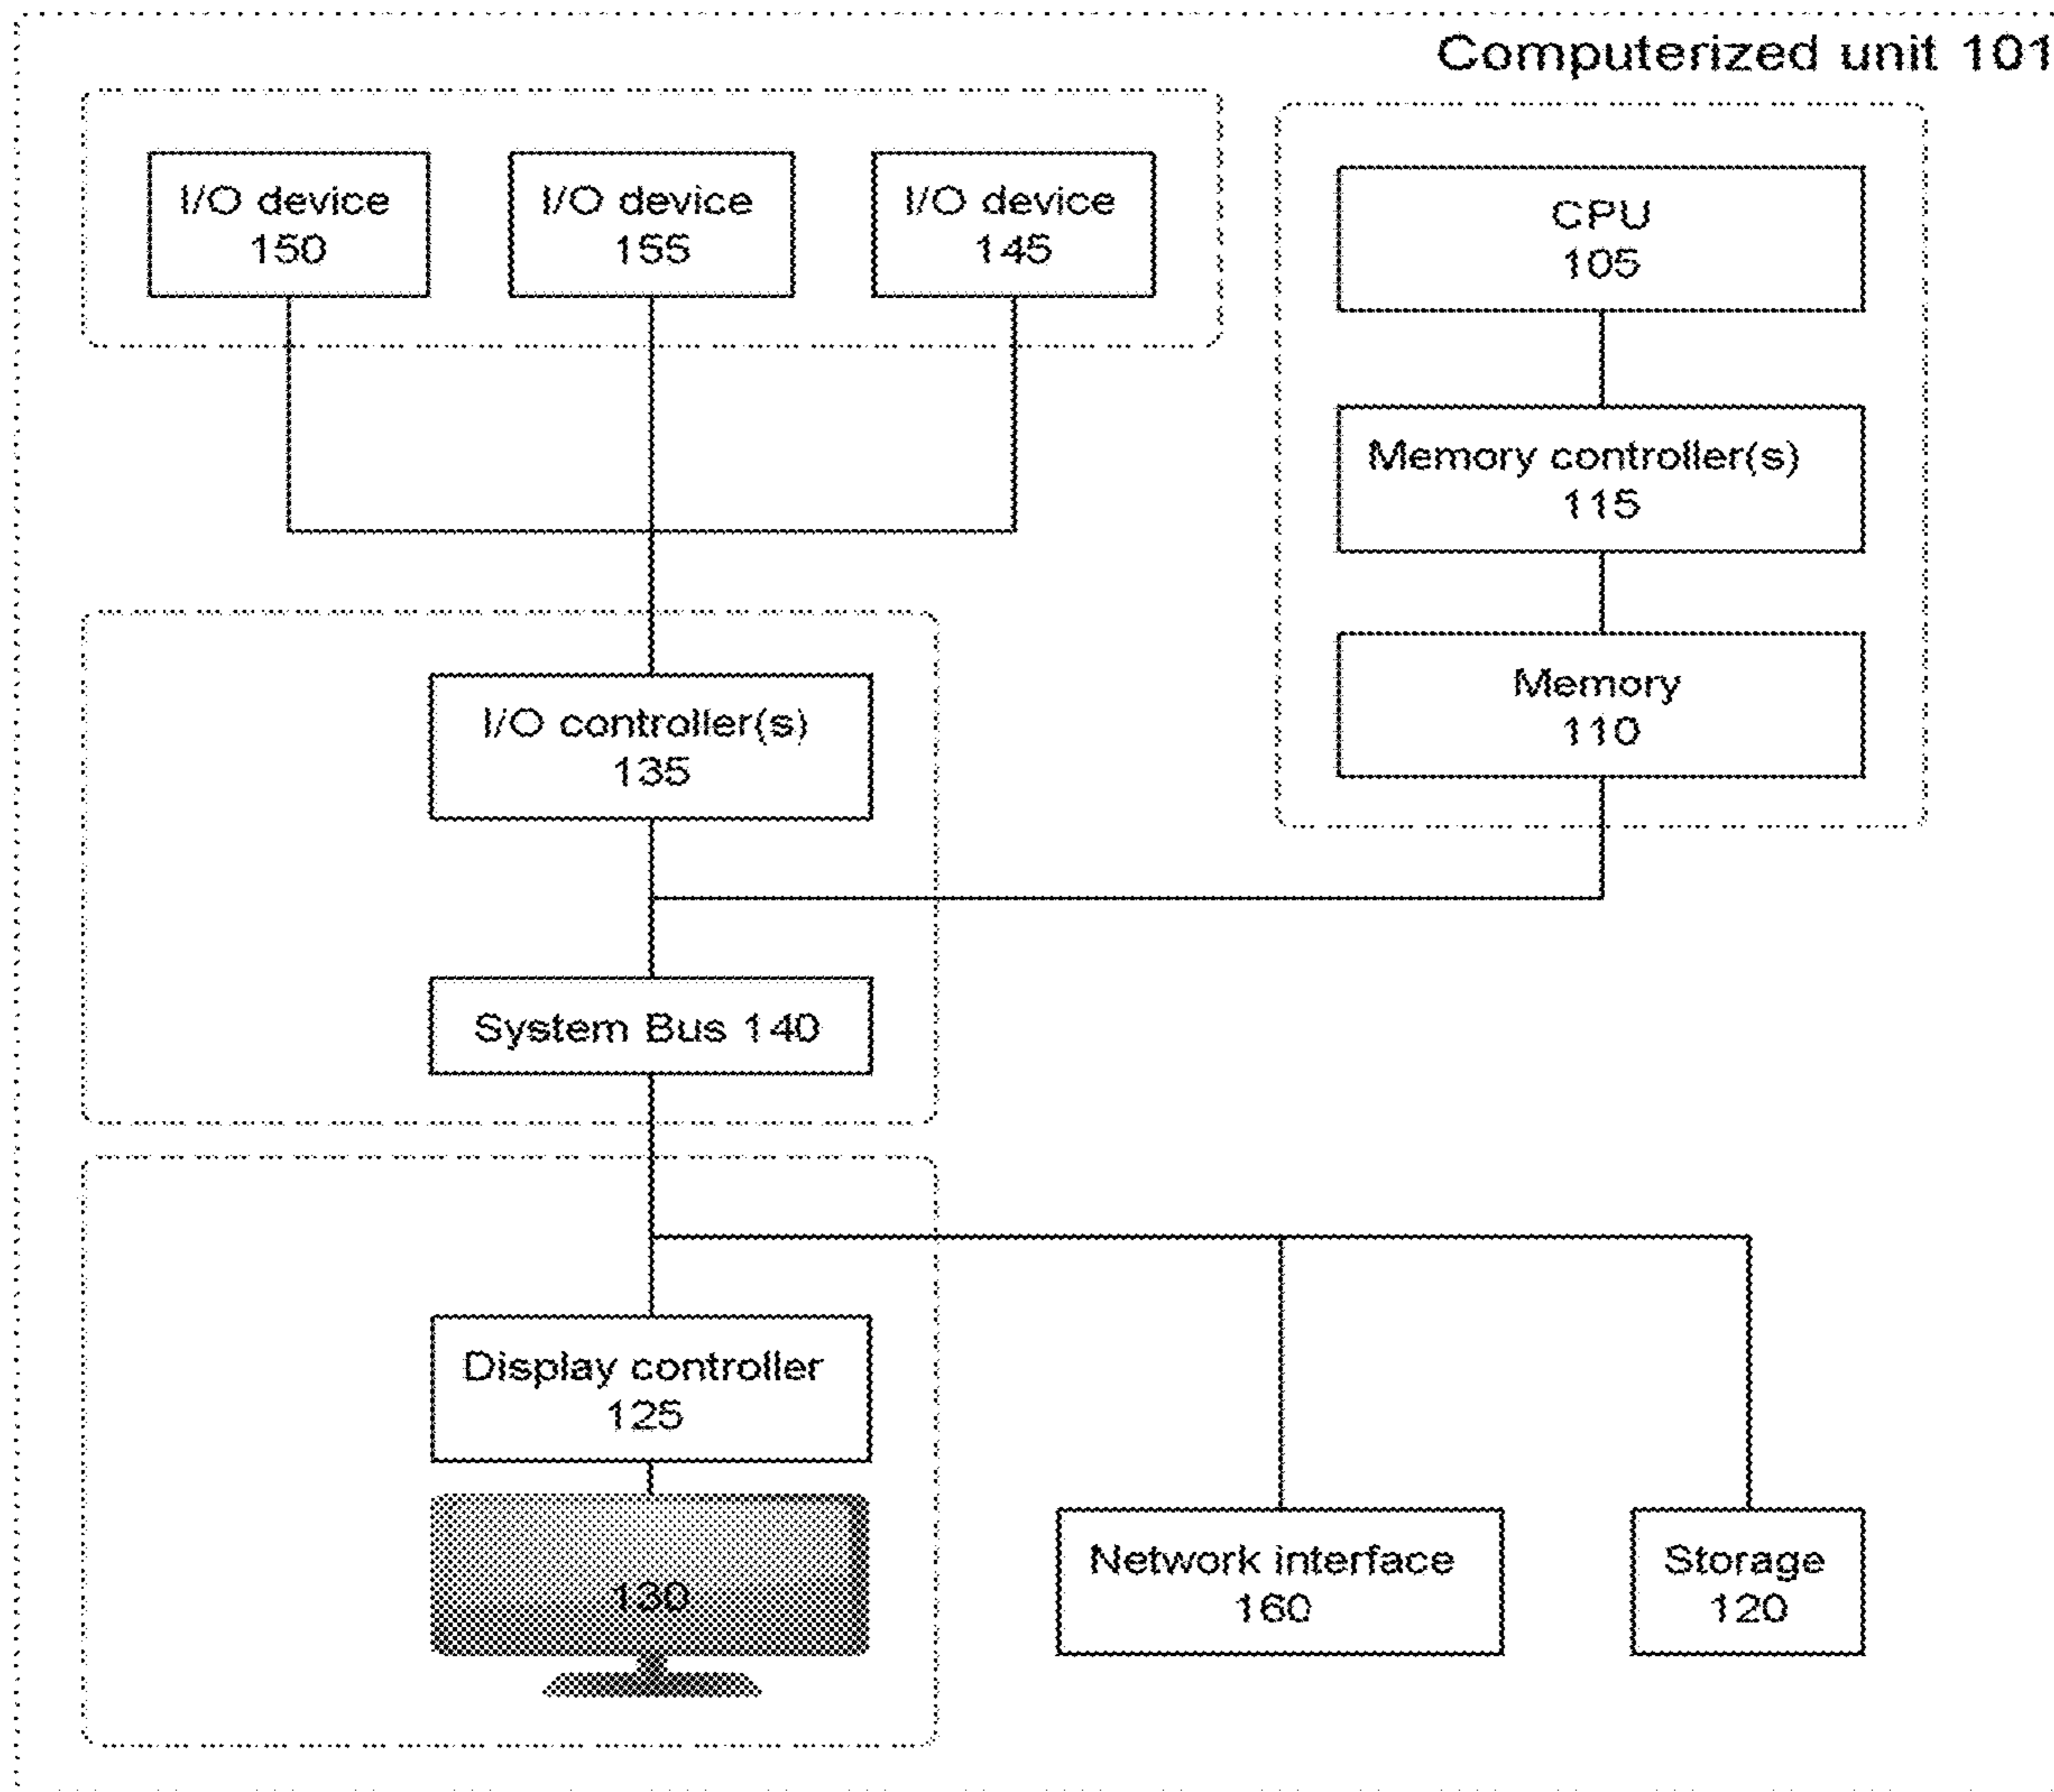 Computerized unit 101
I/O device
150
I/O device
155
I/O device
145
CPU
105
Memory controller(s)
115
Memory
110
I/O controller(s)
135
System Bus 140
Display controller
125
130
Network interface
160
Storage
120